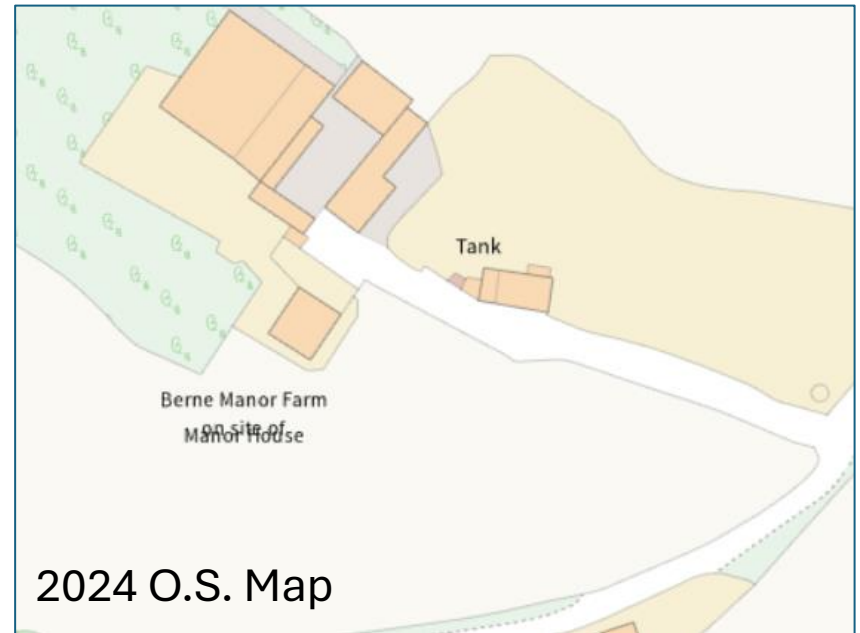 Tank
Berne Manor Farm
on site of
Manor House
2024 O.S. Map